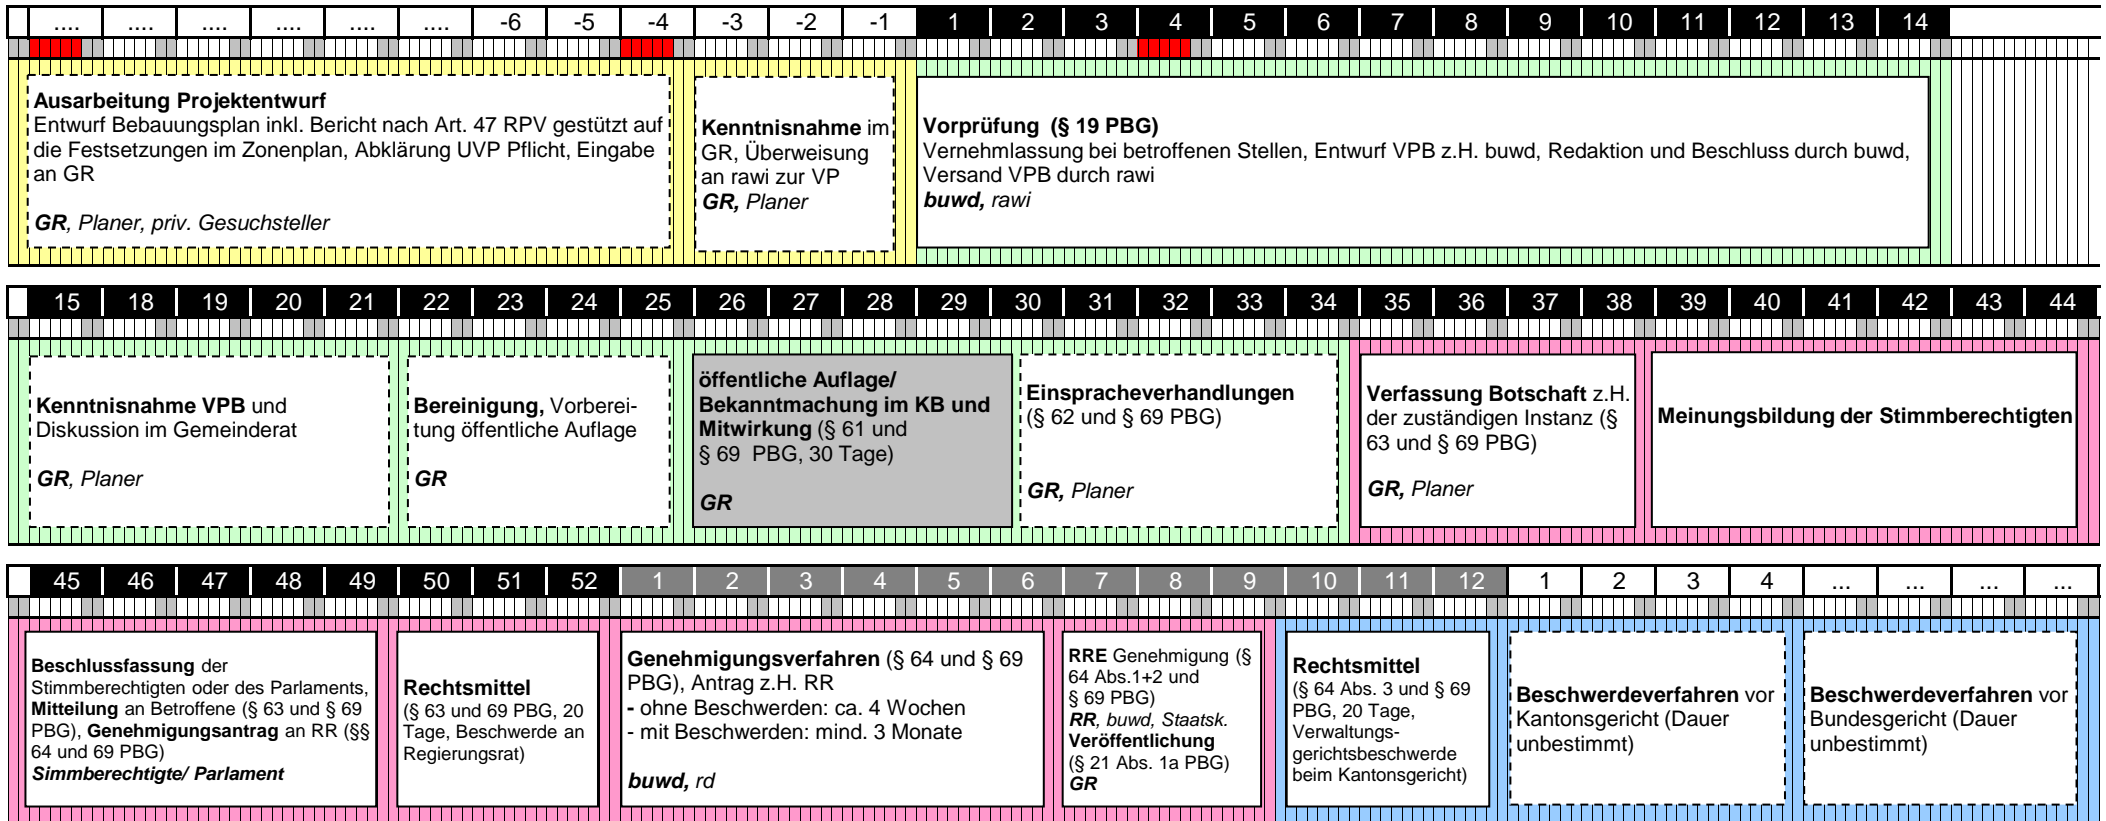 .... .... .... .... .... -6 -5 -4 -3 -2 -1 1 2 3 4 5 6 7 8 9 10 11 12 13 14
Ausarbeitung Projektentwurf
Entwurf Bebauungsplan inkl. Bericht nach Art. 47 RPV gestützt auf
die Festsetzungen im Zonenplan, Abklärung UVP Pflicht, Eingabe
an GR
GR, Planer, priv. Gesuchsteller
Kenntnisnahme im
GR, Überweisung
an rawi zur VP
GR, Planer
Vorprüfung (§ 19 PBG)
Vernehmlassung bei betroffenen Stellen, Entwurf VPB z.H. buwd, Redaktion und Beschluss durch buwd,
Versand VPB durch rawi
buwd, rawi
15 18 19 20 21 22 23 24 25 26 27 28 29 30 31 32 33 34 35 36 37 38 39 40 41 42 43 44
Kenntnisnahme VPB und
Diskussion im Gemeinderat
GR, Planer
Bereinigung, Vorberei-
tung öffentliche Auflage
GR
öffentliche Auflage/
Bekanntmachung im KB und
Mitwirkung (§ 61 und
§ 69 PBG, 30 Tage)
GR
Einspracheverhandlungen
(§ 62 und § 69 PBG)
GR, Planer
Verfassung Botschaft z.H.
der zuständigen Instanz (§
63 und § 69 PBG)
GR, Planer
Meinungsbildung der Stimmberechtigten
45 46 47 48 49 50 51 52 1 2 3 4 5 6 7 8 9 10 11 12 1 2 3 4 ... ... ... ...
Beschlussfassung der
Stimmberechtigten oder des Parlaments,
Mitteilung an Betroffene (§ 63 und § 69
PBG), Genehmigungsantrag an RR (§§
64 und 69 PBG)
Simmberechtigte/ Parlament
Rechtsmittel
(§ 63 und 69 PBG, 20
Tage, Beschwerde an
Regierungsrat)
Genehmigungsverfahren (§ 64 und § 69
PBG), Antrag z.H. RR
- ohne Beschwerden: ca. 4 Wochen
- mit Beschwerden: mind. 3 Monate
buwd, rd
RRE Genehmigung (§
64 Abs.1+2 und
§ 69 PBG)
RR, buwd, Staatsk.
Veröffentlichung
(§ 21 Abs. 1a PBG)
GR
Rechtsmittel
(§ 64 Abs. 3 und § 69
PBG, 20 Tage,
Verwaltungs-
gerichtsbeschwerde
beim Kantonsgericht)
Beschwerdeverfahren vor
Kantonsgericht (Dauer
unbestimmt)
Beschwerdeverfahren vor
Bundesgericht (Dauer
unbestimmt)